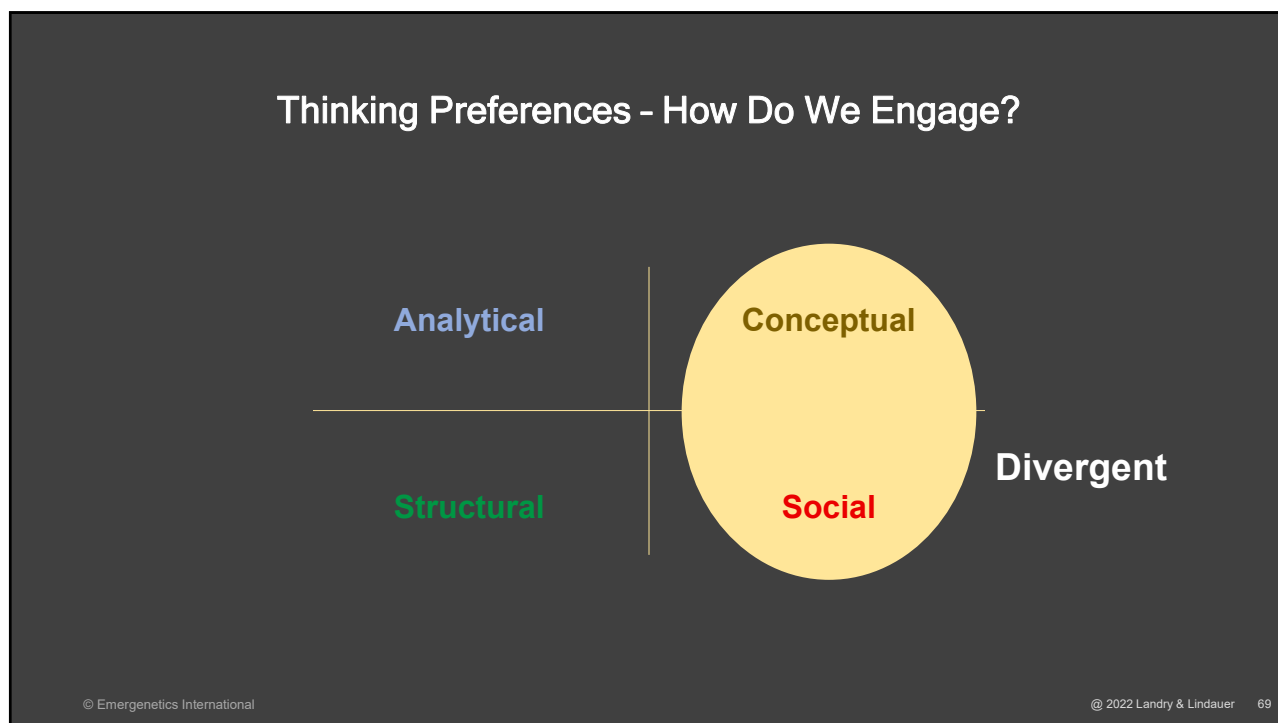 Thinking Preferences – How Do We Engage?
Analytical
Conceptual
Divergent
Structural
Social
© Emergenetics International
@ 2022 Landry & Lindauer
69